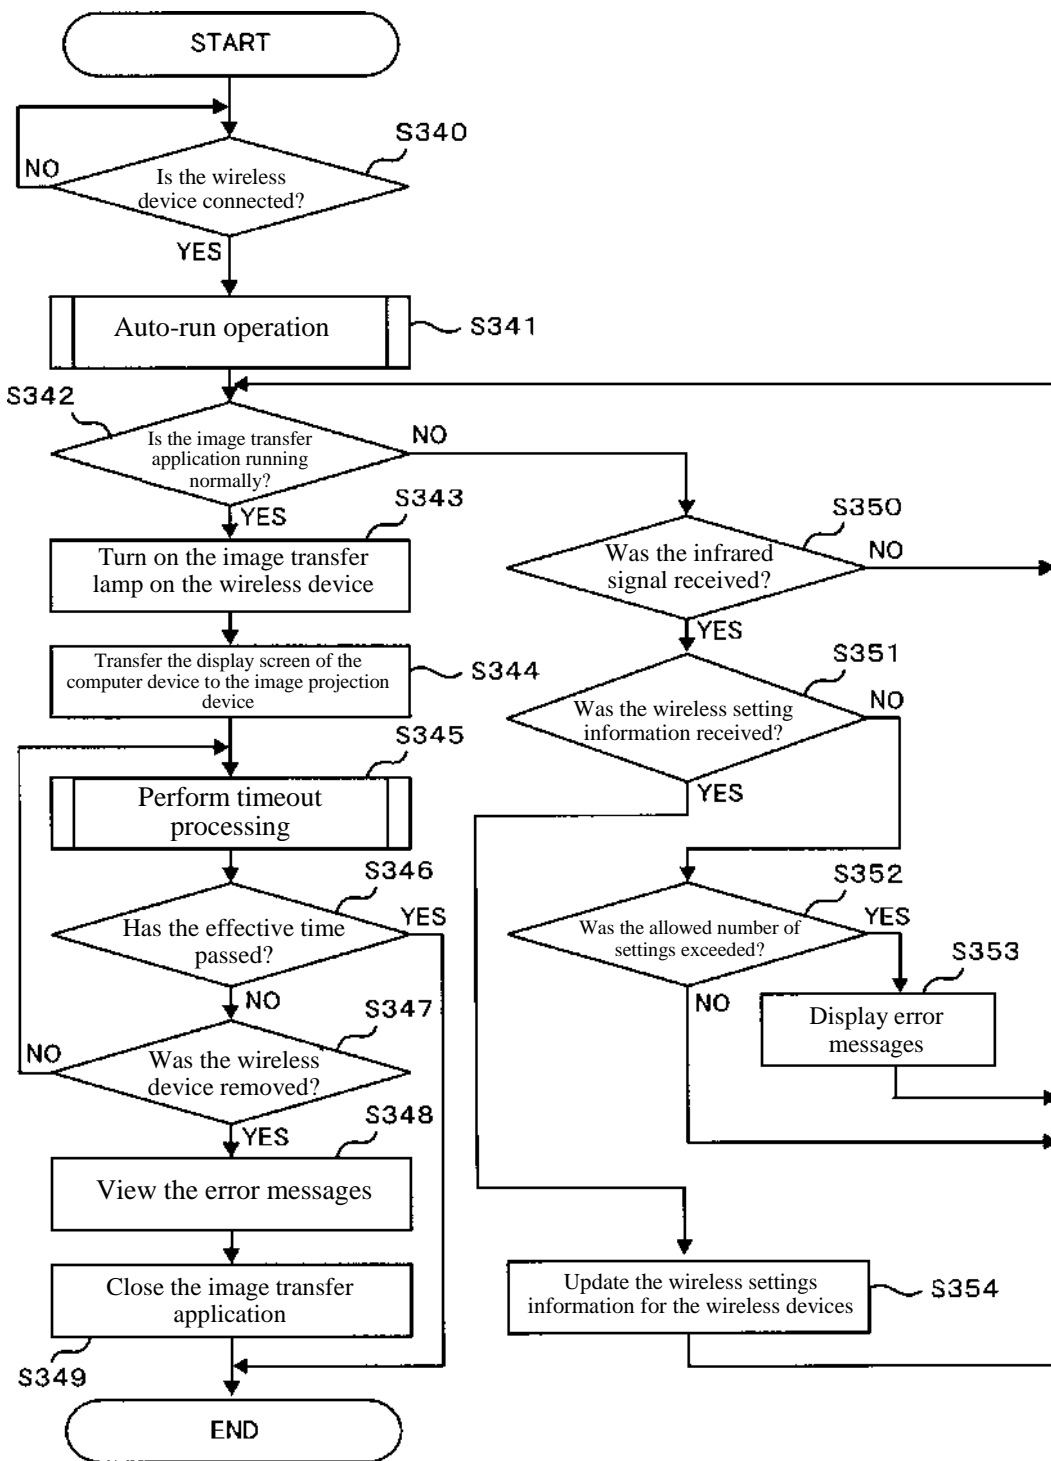 START
S340
NO
Is the wireless
device connected?
YES
Auto-run operation
S341
S342
Is the image transfer
application running
normally?
NO
YES
S343
Turn on the image transfer
lamp on the wireless device
Transfer the display screen of the
computer device to the image projection
device
S344
S345
Perform timeout
processing
S346
Has the effective time
passed?
YES
NO
S347
Was the wireless
device removed?
NO
YES
S348
View the error messages
Close the image transfer
application
S349
END
S350
Was the infrared
signal received?
NO
YES
S351
Was the wireless setting
information received?
NO
YES
S352
Was the allowed number of
settings exceeded?
YES
NO
S353
Display error
messages
Update the wireless settings
information for the wireless devices
S354